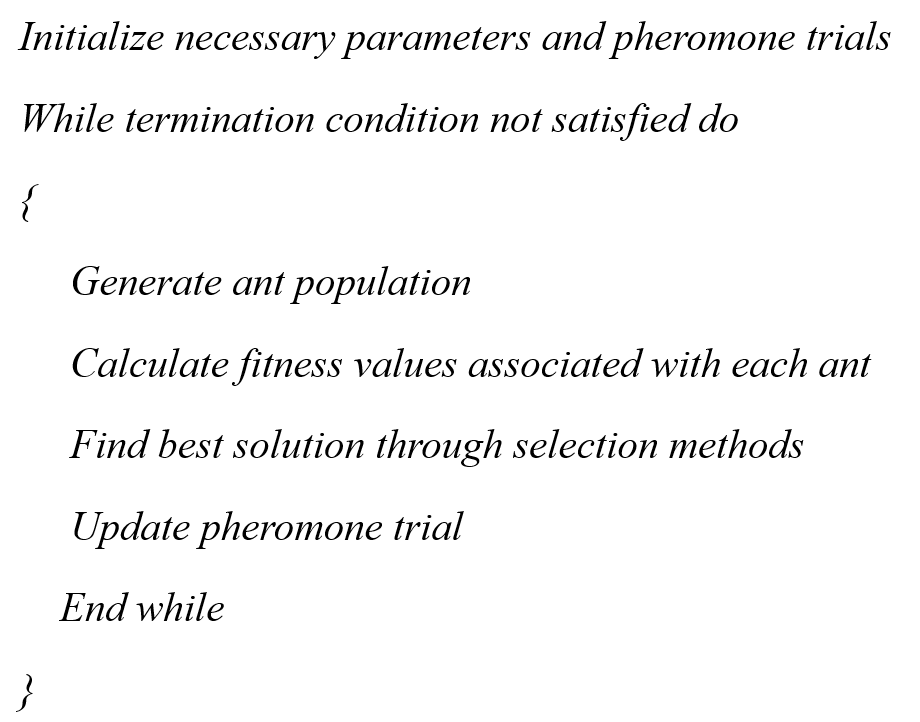 Initialize necessary parameters and pheromone trials
While termination condition not satisfied do
{
Generate ant population
Calculate fitness values associated with each ant
Find best solution through selection methods
Update pheromone trial
End while
}